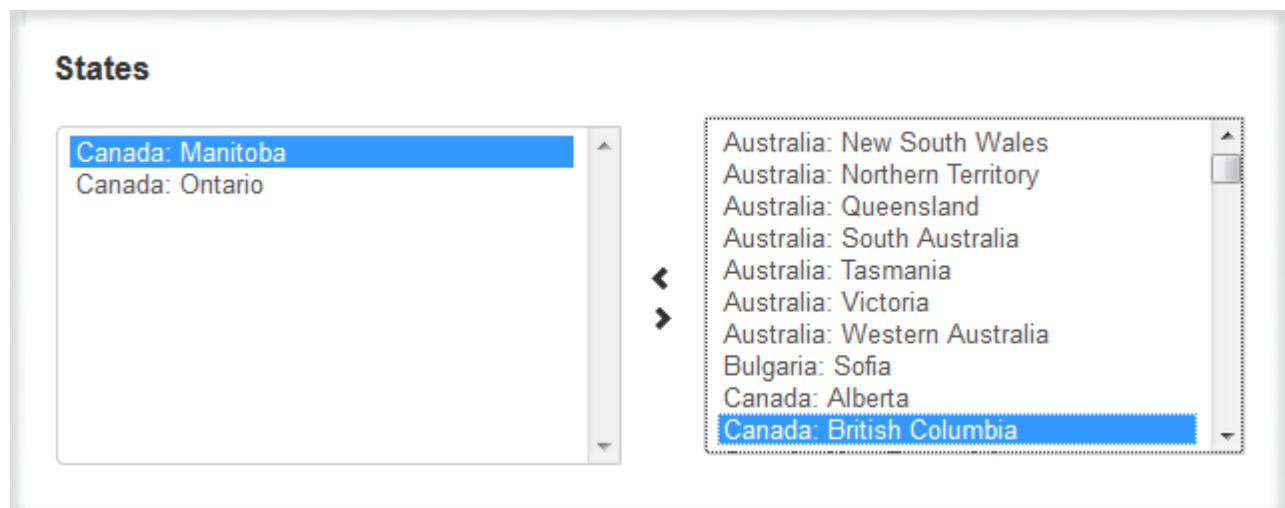 States
Canada: Manitoba
Canada: Ontario
Australia: New South Wales
Australia: Northern Territory
Australia: Queensland
Australia: South Australia
Australia: Tasmania
Australia: Victoria
Australia: Western Australia
Bulgaria: Sofia
Canada: Alberta
Canada: British Columbia